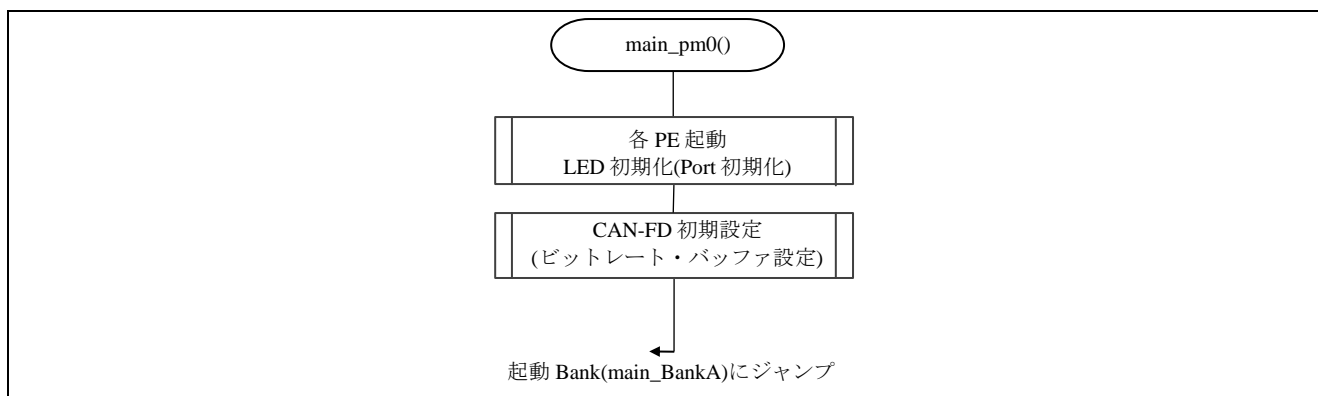 main_pm0()
各 PE 起動
LED 初期化(Port 初期化)
CAN-FD 初期設定
(ビットレート・バッファ設定)
起動 Bank(main_BankA)にジャンプ